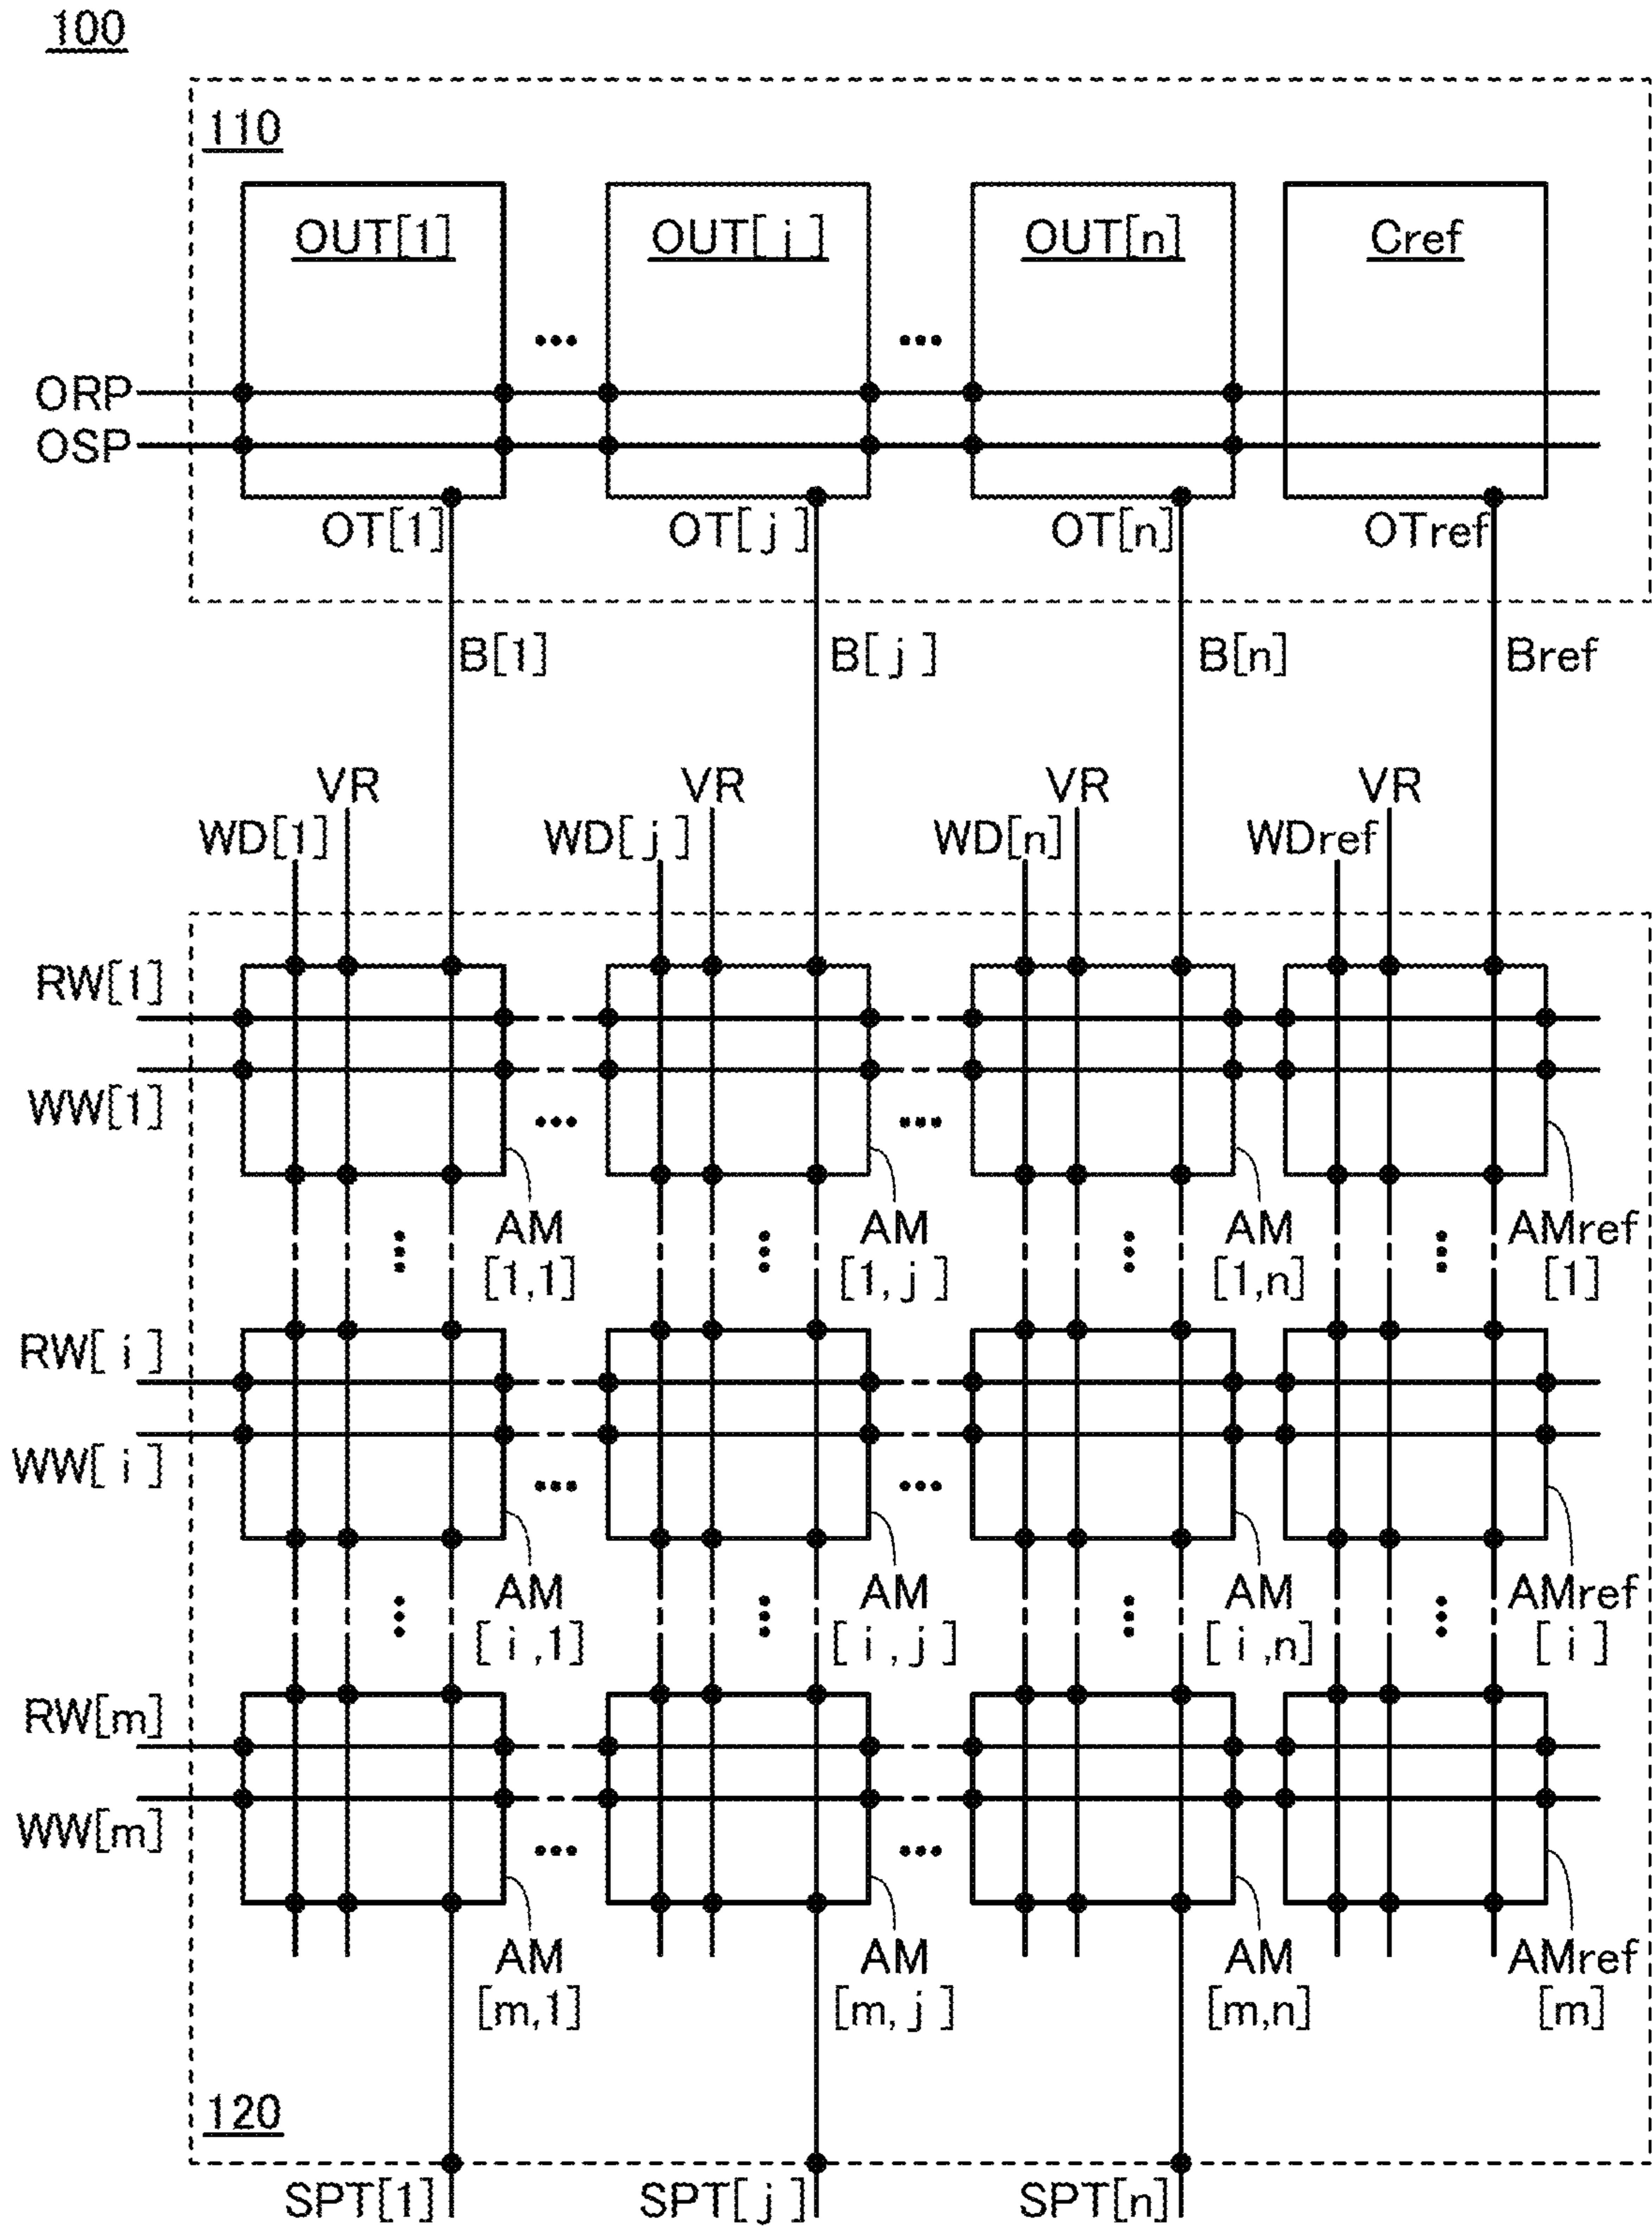 100
110
OUT[1] OUT[j] OUT[n] Cref
ORP
OSP
OT[1] OT[j] OT[n] OTref
B[1] B[j] B[n] Bref
VR VR VR VR
WD[1] WD[j] WD[n] WDref
RW[1]
WW[1]
AM AM AM AMref
[1,1] [1,j] [1,n] [1]
RW[i]
WW[i]
AM AM AM AMref
[i,1] [i,j] [i,n] [i]
RW[m]
WW[m]
AM AM AM AMref
[m,1] [m,j] [m,n] [m]
120
SPT[1] SPT[j] SPT[n]